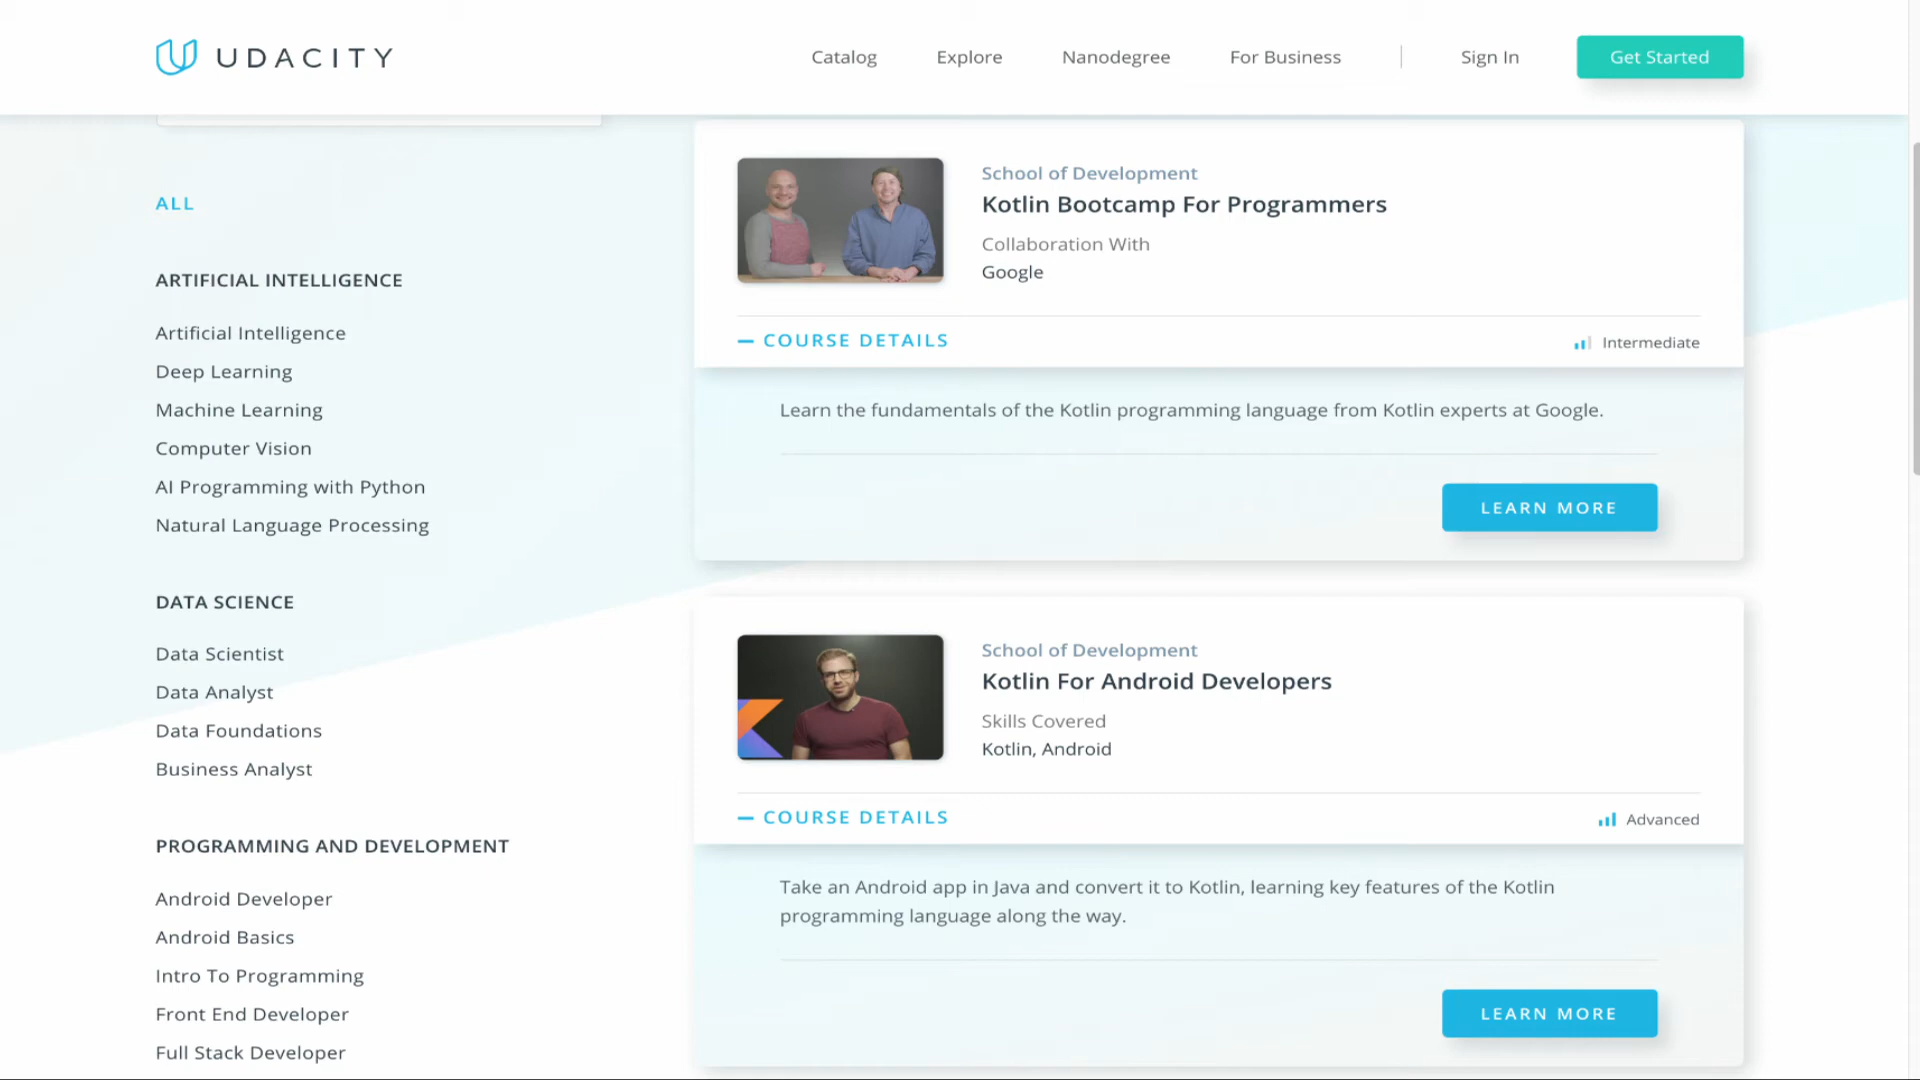 UDACITY
Catalog
Explore
Nanodegree
For Business
Sign In
Get Started
ALL
ARTIFICIAL INTELLIGENCE
Artificial Intelligence
Deep Learning
Machine Learning
Computer Vision
AI Programming with Python
Natural Language Processing
DATA SCIENCE
Data Scientist
Data Analyst
Data Foundations
Business Analyst
PROGRAMMING AND DEVELOPMENT
Android Developer
Android Basics
Intro To Programming
Front End Developer
Full Stack Developer
School of Development
Kotlin Bootcamp For Programmers
Collaboration With
Google
COURSE DETAILS
Intermediate
Learn the fundamentals of the Kotlin programming language from Kotlin experts at Google.
LEARN MORE
School of Development
Kotlin For Android Developers
Skills Covered
Kotlin, Android
COURSE DETAILS
Advanced
Take an Android app in Java and convert it to Kotlin, learning key features of the Kotlin
programming language along the way.
LEARN MORE